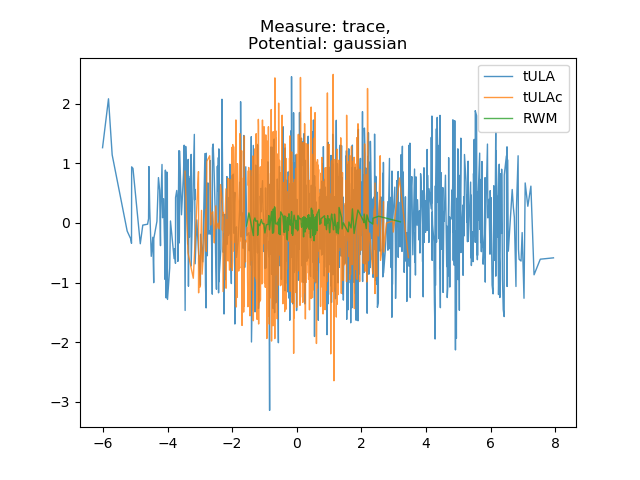 Measure: trace,
Potential: gaussian
tULA
tULAc
RWM
2
1
0
−1
−2
−3
−6
−4
−2
0
2
4
6
8